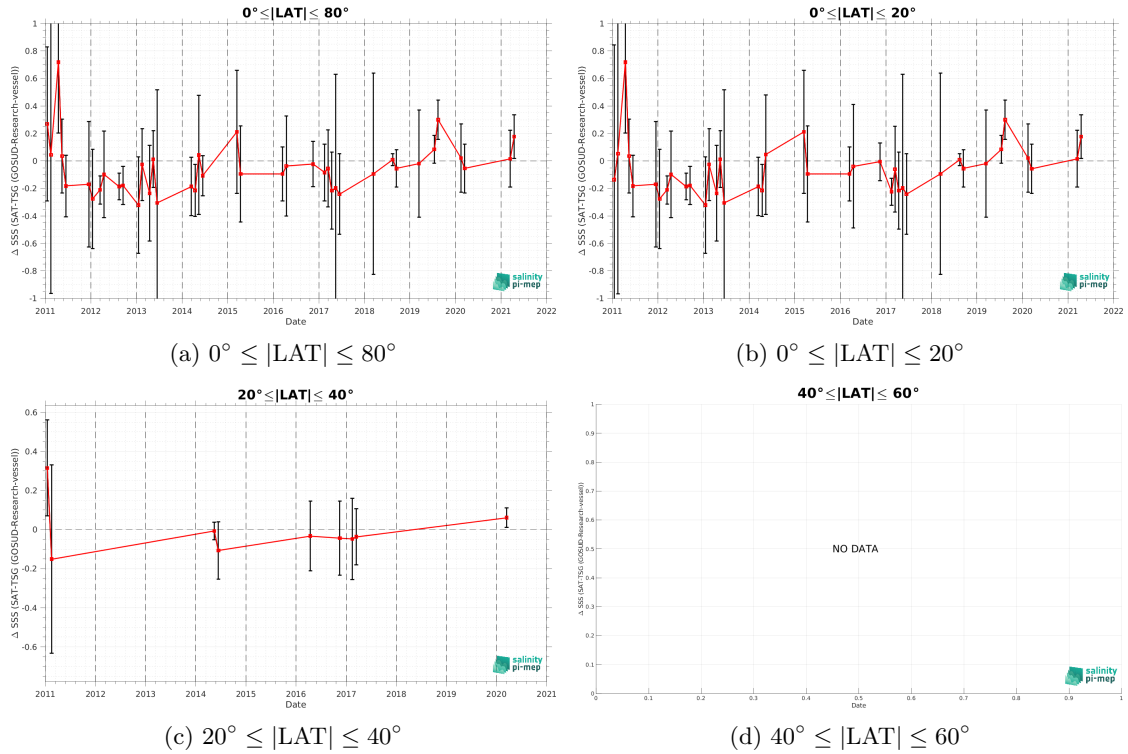 0°≤|LAT|≤ 80°
Δ SSS (SAT-TSG (GOSUD-Research-vessel))
1
0.8
0.6
0.4
0.2
0
-0.2
-0.4
-0.6
-0.8
-1
2011 2012 2013 2014 2015 2016 2017 2018 2019 2020 2021 2022
Date
salinity
pi-mep
(a) 0° ≤ |LAT| ≤ 80°
0°≤|LAT|≤ 20°
Δ SSS (SAT-TSG (GOSUD-Research-vessel))
1
0.8
0.6
0.4
0.2
0
-0.2
-0.4
-0.6
-0.8
-1
2011 2012 2013 2014 2015 2016 2017 2018 2019 2020 2021 2022
Date
salinity
pi-mep
(b) 0° ≤ |LAT| ≤ 20°
20°≤|LAT|≤ 40°
Δ SSS (SAT-TSG (GOSUD-Research-vessel))
0.6
0.4
0.2
0
-0.2
-0.4
-0.6
2011 2012 2013 2014 2015 2016 2017 2018 2019 2020 2021
Date
salinity
pi-mep
(c) 20° ≤ |LAT| ≤ 40°
40°≤|LAT|≤ 60°
Δ SSS (SAT-TSG (GOSUD-Research-vessel))
1
0.9
0.8
0.7
0.6
0.5
0.4
0.3
0.2
0.1
0
NO DATA
0 0.1 0.2 0.3 0.4 0.5 0.6 0.7 0.8 0.9 1
Date
salinity
pi-mep
(d) 40° ≤ |LAT| ≤ 60°